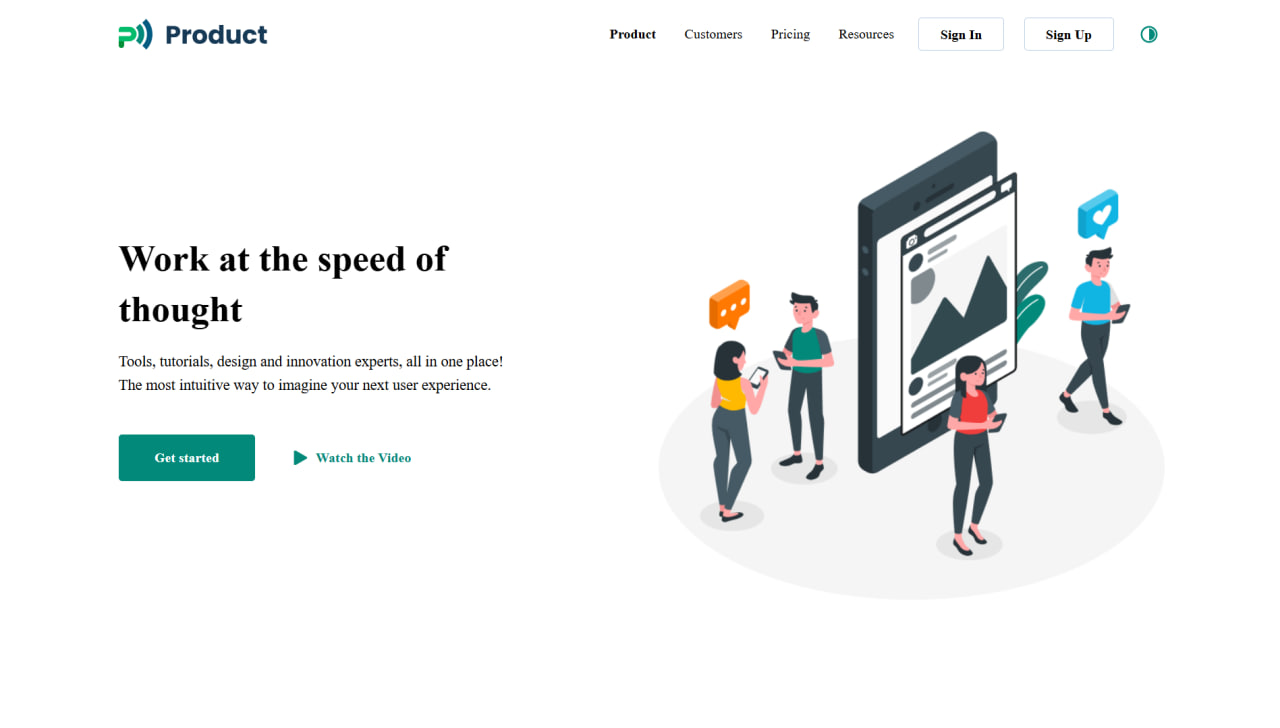 Product
Product Customers Pricing Resources Sign In Sign Up
Work at the speed of
thought
Tools, tutorials, design and innovation experts, all in one place!
The most intuitive way to imagine your next user experience.
Get started Watch the Video